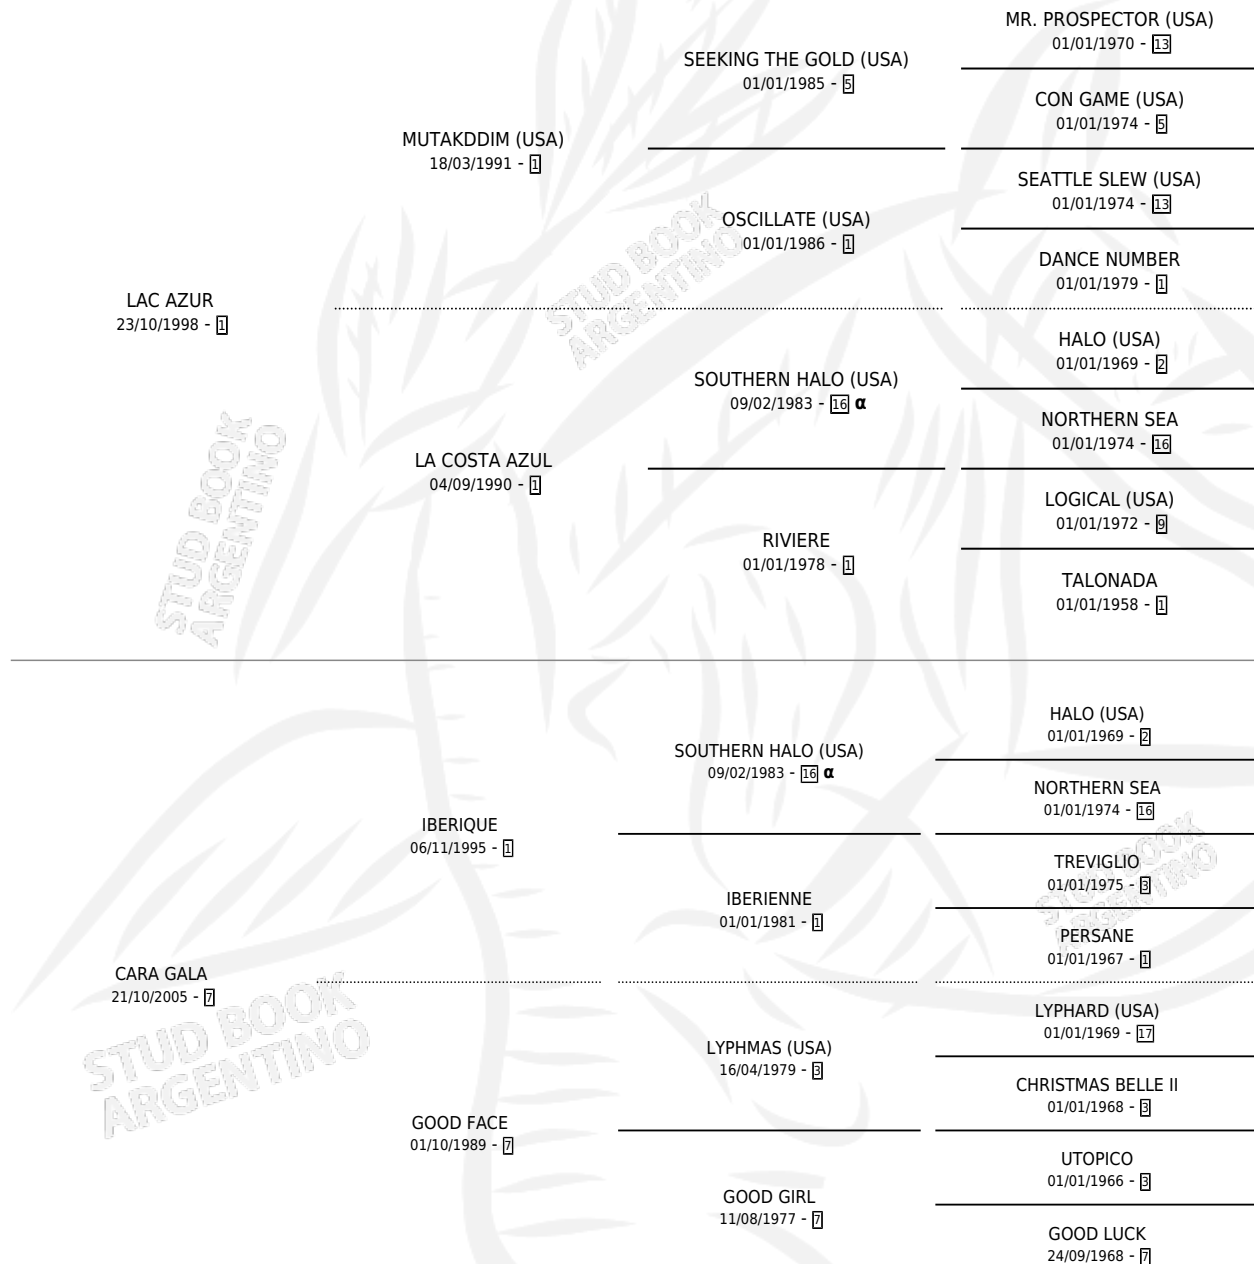 MR. PROSPECTOR (USA)
01/01/1970 - 13
SEEKING THE GOLD (USA)
01/01/1985 - 5
CON GAME (USA)
01/01/1974 - 5
MUTAKDDIM (USA)
18/03/1991 - 1
SEATTLE SLEW (USA)
01/01/1974 - 13
OSCILLATE (USA)
01/01/1986 - 1
DANCE NUMBER
01/01/1979 - 1
LAC AZUR
23/10/1998 - 1
HALO (USA)
01/01/1969 - 2
SOUTHERN HALO (USA)
09/02/1983 - 16 α
NORTHERN SEA
01/01/1974 - 16
LA COSTA AZUL
04/09/1990 - 1
LOGICAL (USA)
01/01/1972 - 9
RIVIERE
01/01/1978 - 1
TALONADA
01/01/1958 - 1
HALO (USA)
01/01/1969 - 2
SOUTHERN HALO (USA)
09/02/1983 - 16 α
NORTHERN SEA
01/01/1974 - 16
IBERIQUE
06/11/1995 - 1
TREVIGLIO
01/01/1975 - 3
IBERIENNE
01/01/1981 - 1
PERSANE
01/01/1967 - 1
CARA GALA
21/10/2005 - 7
LYPHARD (USA)
01/01/1969 - 17
LYPHMAS (USA)
16/04/1979 - 3
CHRISTMAS BELLE II
01/01/1968 - 3
GOOD FACE
01/10/1989 - 7
UTOPICO
01/01/1966 - 3
GOOD GIRL
11/08/1977 - 7
GOOD LUCK
24/09/1968 - 7
STUD BOOK
ARGENTINO
STUD BOOK
ARGENTINO
STUD BOOK
ARGENTINO
STUD BOOK
ARGENTINO